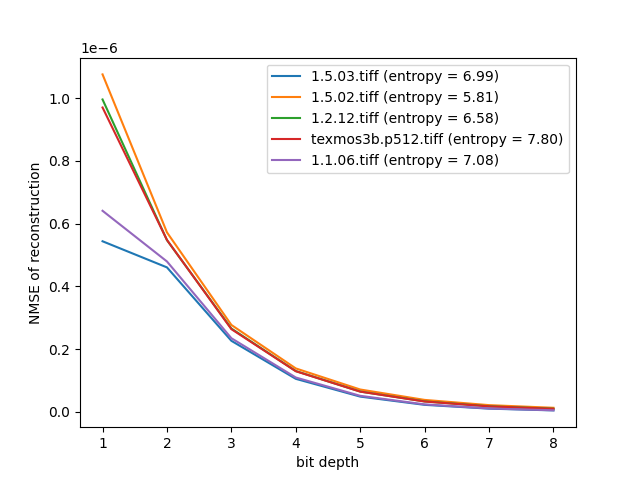 1e−6
1.5.03.tiff (entropy = 6.99)
1.5.02.tiff (entropy = 5.81)
1.2.12.tiff (entropy = 6.58)
texmos3b.p512.tiff (entropy = 7.80)
1.1.06.tiff (entropy = 7.08)
1.0
0.8
0.6
0.4
0.2
0.0
NMSE of reconstruction
1 2 3 4 5 6 7 8
bit depth